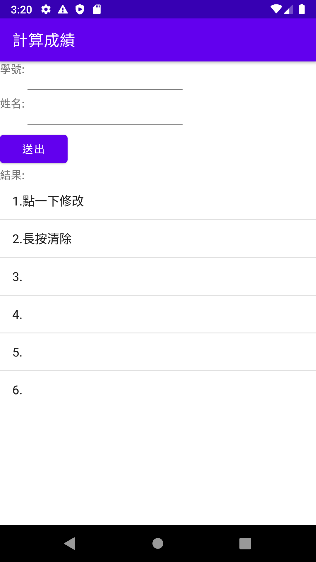 3:20
計算成績
學號:
姓名:
送出
結果:
1.點一下修改
2.長按清除
3.
4.
5.
6.